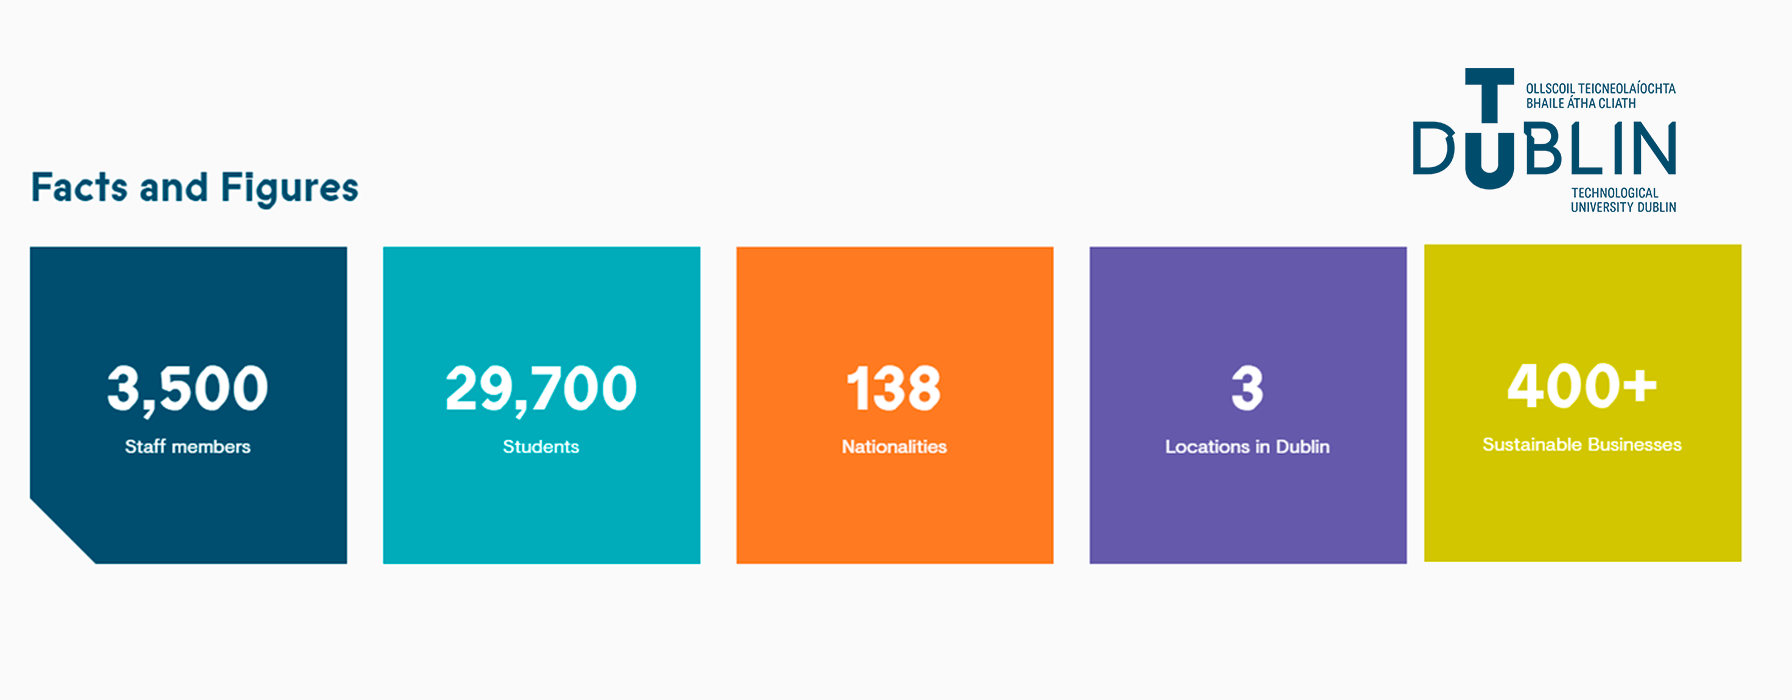 OLLSCOIL TEICNEOLAÍOCHTA
BHAILE ÁTHA CLIATH
TU DUBLIN
TECHNOLOGICAL
UNIVERSITY DUBLIN
Facts and Figures
3,500
Staff members
29,700
Students
138
Nationalities
3
Locations in Dublin
400+
Sustainable Businesses